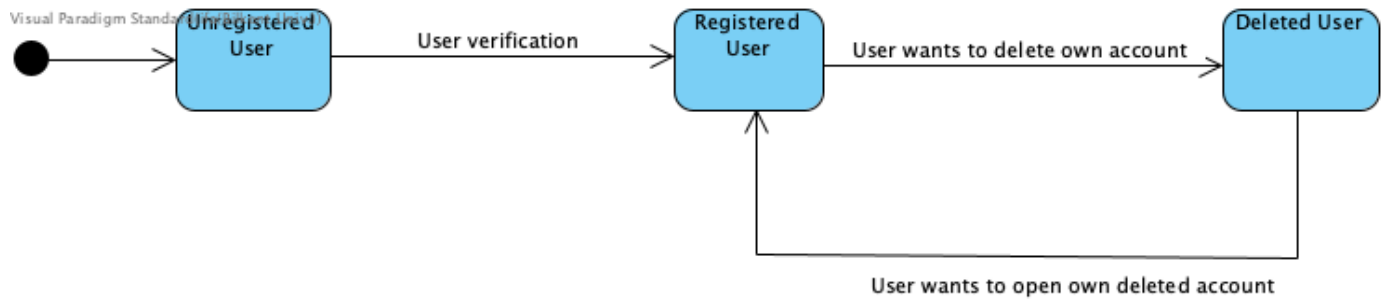 Visual Paradigm Standard
Unregistered
User
User verification
Registered
User
User wants to delete own account
Deleted User
User wants to open own deleted account